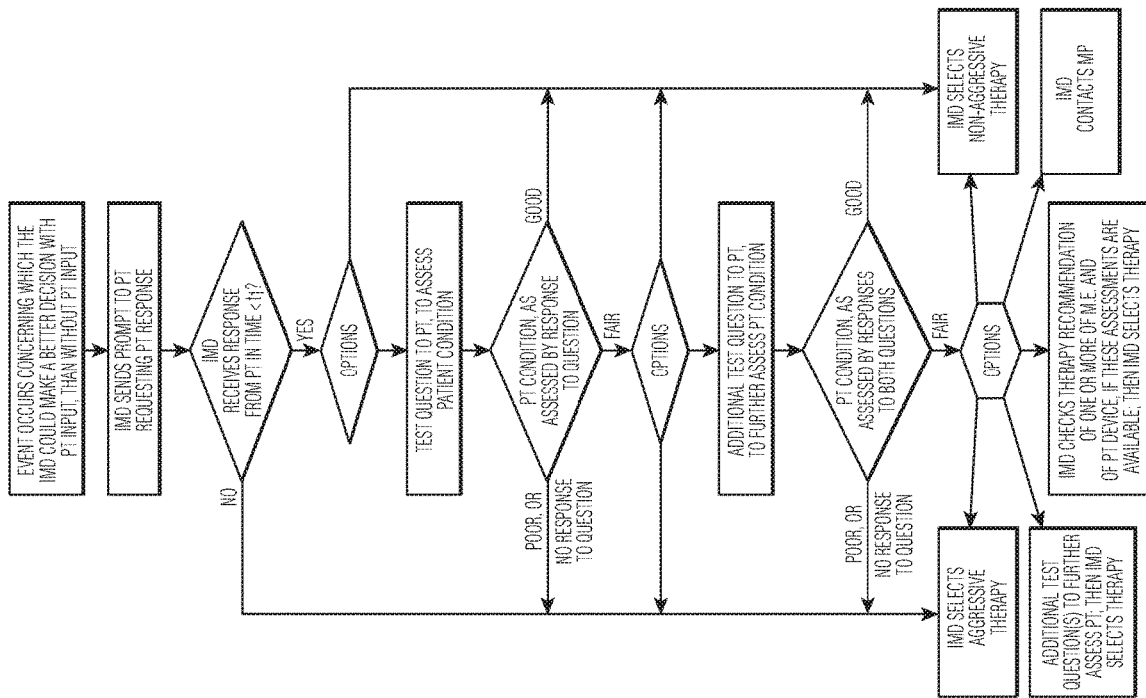 EVENT OCCURS CONCERNING WHICH THE
IMD COULD MAKE A BETTER DECISION WITH
PT INPUT, THAN WITHOUT PT INPUT
IMD SENDS PROMPT TO PT
REQUESTING PT RESPONSE
IMD
RECEIVES RESPONSE
FROM PT IN TIME <t1?
NO
YES
OPTIONS
TEST QUESTION TO PT, TO ASSESS
PATIENT CONDITION
PT CONDITION, AS
ASSESSED BY RESPONSE
TO QUESTION
POOR, OR
NO RESPONSE
TO QUESTION
GOOD
FAIR
OPTIONS
ADDITIONAL TEST QUESTION TO PT,
TO FURTHER ASSESS PT CONDITION
PT CONDITION, AS
ASSESSED BY RESPONSES
TO BOTH QUESTIONS
POOR, OR
NO RESPONSE
TO QUESTION
GOOD
FAIR
OPTIONS
IMD SELECTS
AGGRESSIVE
THERAPY
IMD SELECTS
NON-AGGRESSIVE
THERAPY
ADDITIONAL TEST
QUESTION(S) TO FURTHER
ASSESS PT; THEN IMD
SELECTS THERAPY
IMD CHECKS THERAPY RECOMMENDATION
OF ONE OR MORE OF M.E. AND
OF PT DEVICE, IF THESE ASSESSMENTS ARE
AVAILABLE; THEN IMD SELECTS THERAPY
IMD
CONTACTS MP